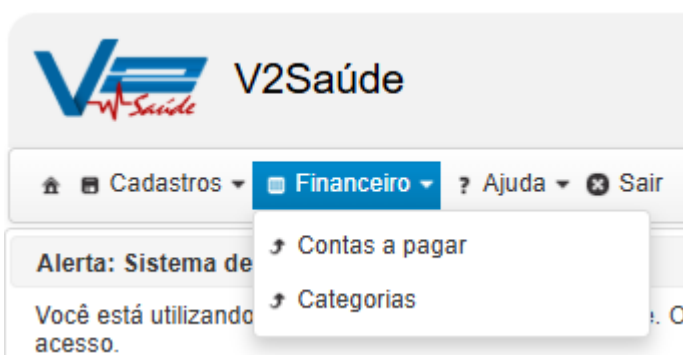 V2 Saúde
V2Saúde
Cadastros Financeiro Ajuda Sair
Contas a pagar
Categorias
Alerta: Sistema de
Você está utilizando . O
acesso.